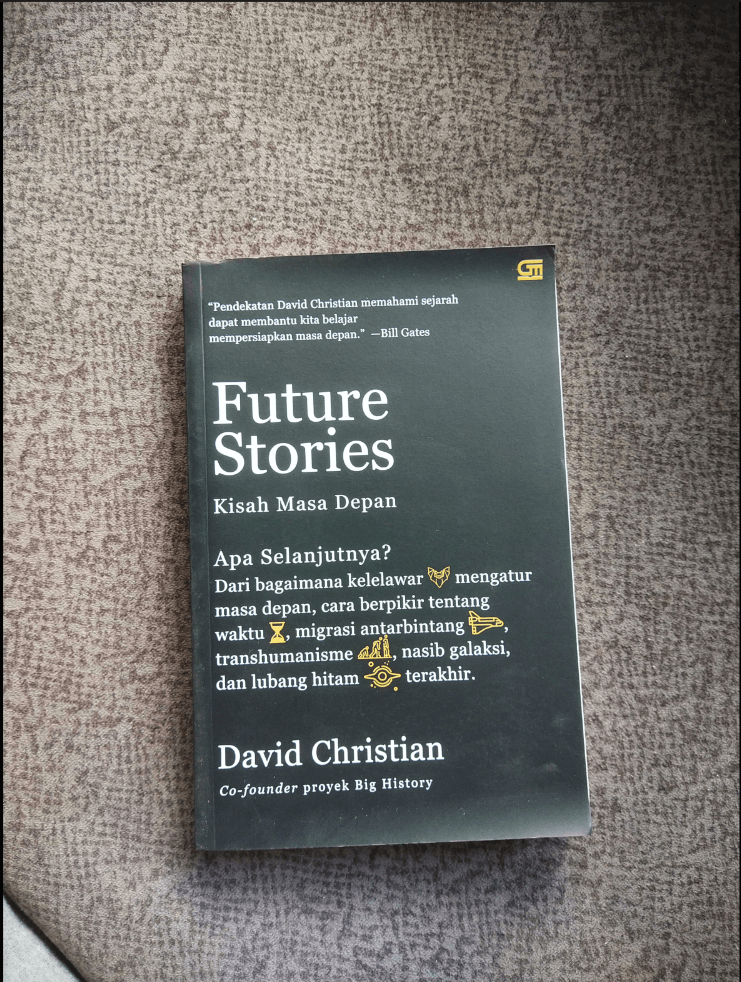 “Pendekatan David Christian memahami sejarah
dapat membantu kita belajar
mempersiapkan masa depan.” —Bill Gates
Future
Stories
Kisah Masa Depan
Apa Selanjutnya?
Dari bagaimana kelelawar mengatur
masa depan, cara berpikir tentang
waktu , migrasi antarbintang ,
transhumanisme , nasib galaksi,
dan lubang hitam terakhir.
David Christian
Co-founder proyek Big History